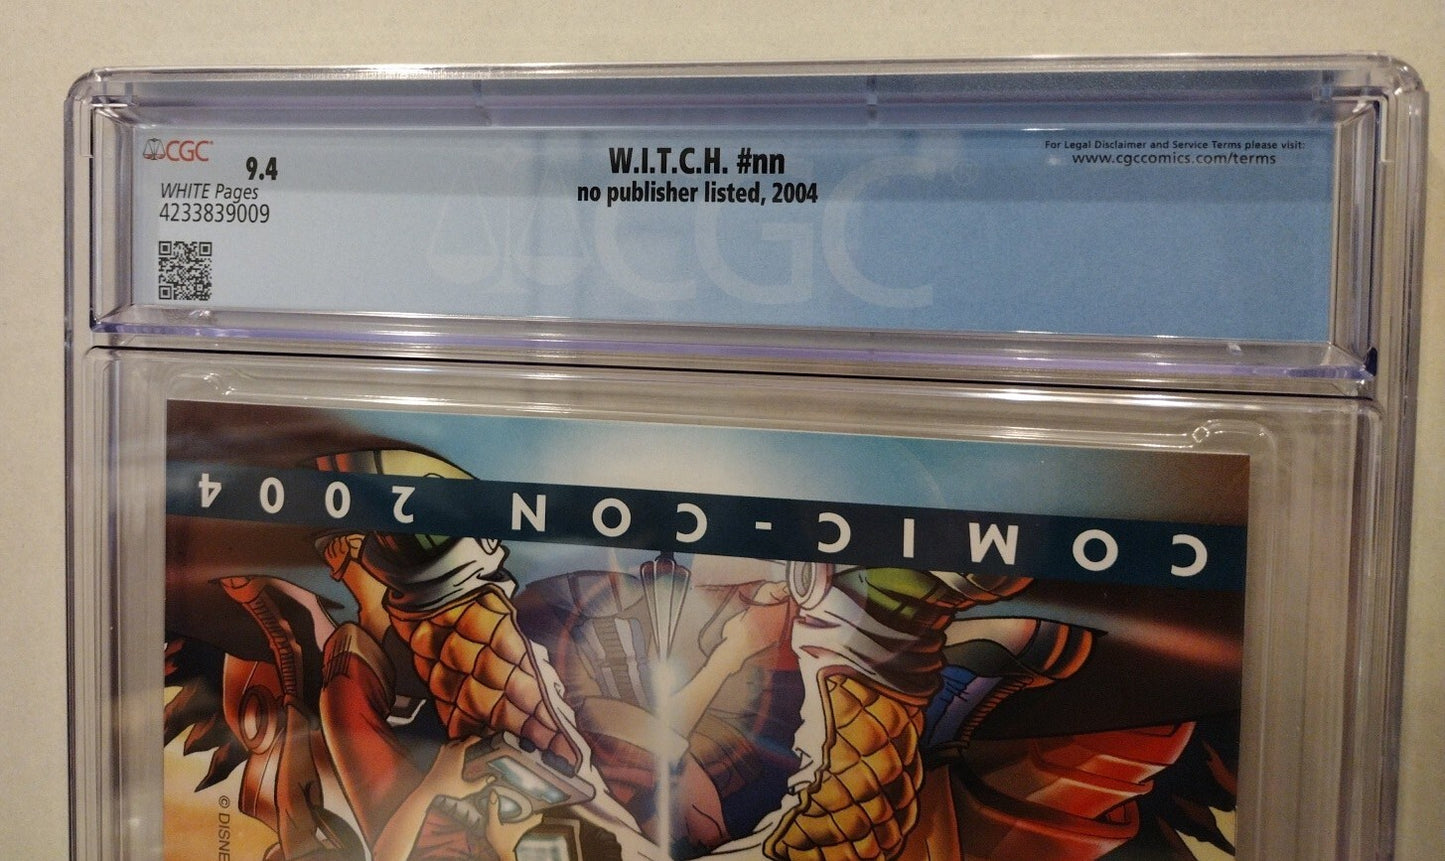 CGC
9.4
WHITE Pages
4233839009
W.I.T.C.H. #nn
no publisher listed, 2004
For Legal Disclaimer and Service Terms please visit:
www.cgccomics.com/terms
CGC
COMIC-CON 2004
©